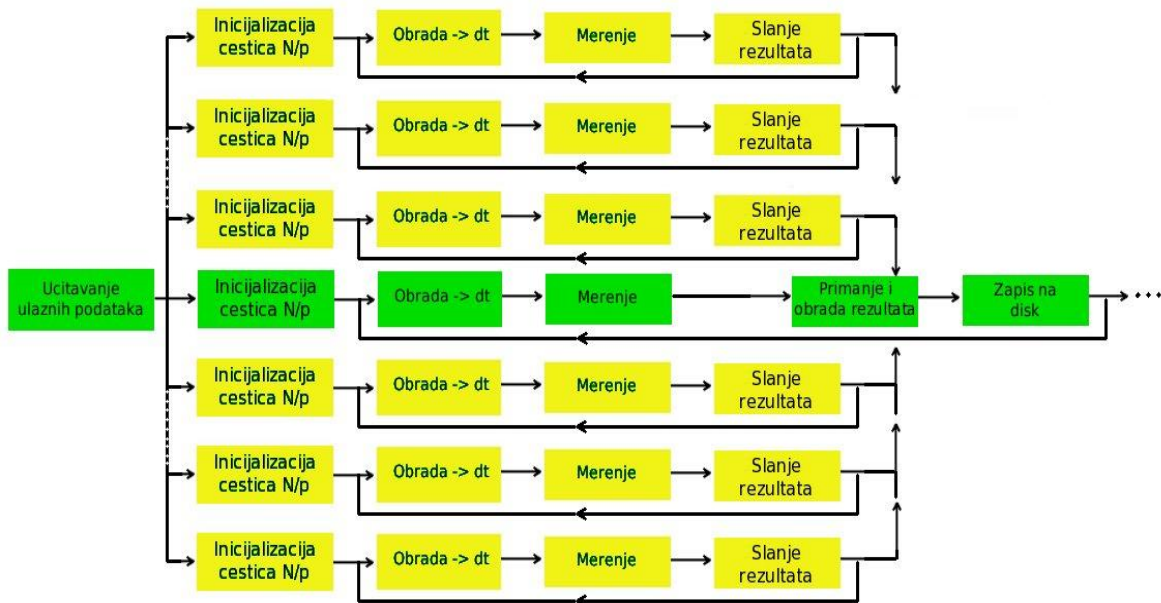 Inicijalizacija
cestica N/p
Obrada -> dt
Merenje
Slanje
rezultata
Inicijalizacija
cestica N/p
Obrada -> dt
Merenje
Slanje
rezultata
Inicijalizacija
cestica N/p
Obrada -> dt
Merenje
Slanje
rezultata
Ucitavanje
ulaznih podataka
Inicijalizacija
cestica N/p
Obrada -> dt
Merenje
Primanje i
obrada rezultata
Zapis na
disk
...
Inicijalizacija
cestica N/p
Obrada -> dt
Merenje
Slanje
rezultata
Inicijalizacija
cestica N/p
Obrada -> dt
Merenje
Slanje
rezultata
Inicijalizacija
cestica N/p
Obrada -> dt
Merenje
Slanje
rezultata